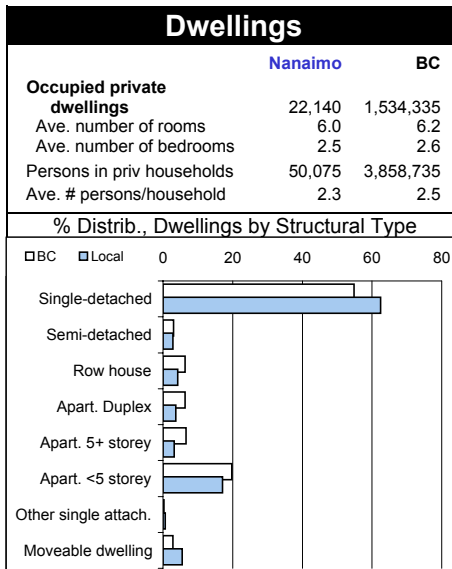 Dwellings
Nanaimo BC
Occupied private
dwellings 22,140 1,534,335
Ave. number of rooms 6.0 6.2
Ave. number of bedrooms 2.5 2.6
Persons in priv households 50,075 3,858,735
Ave. # persons/household 2.3 2.5
% Distrib., Dwellings by Structural Type
BC Local 0 20 40 60 80
Single-detached
Semi-detached
Row house
Apart. Duplex
Apart. 5+ storey
Apart. <5 storey
Other single attach.
Moveable dwelling